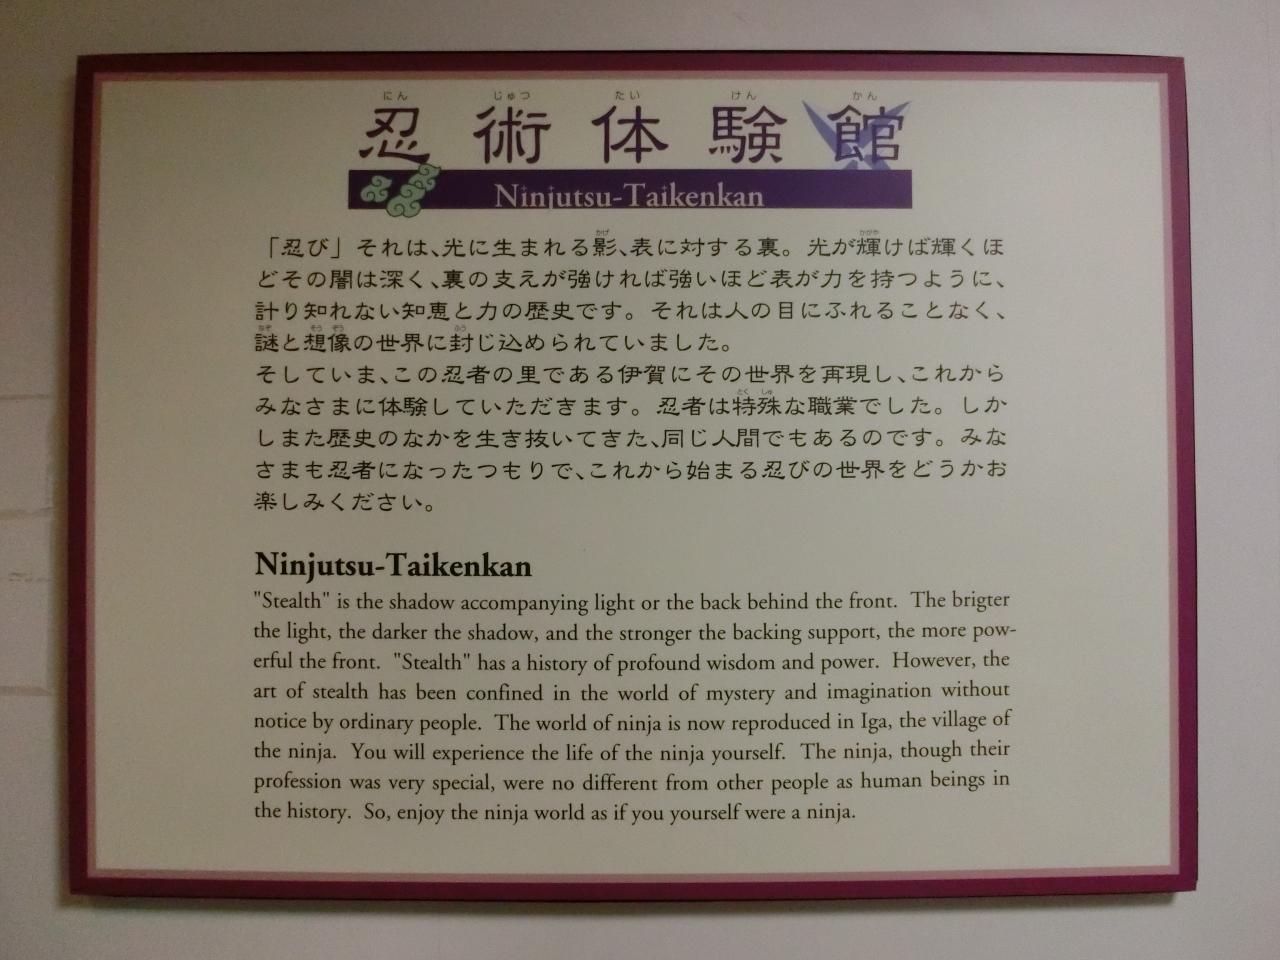 にん じゅつ たい けん かん
忍術体験館
Ninjutsu-Taikenkan
「忍び」それは、光に生まれる影、表に対する裏。光が輝けば輝くほ
どその闇は深く、裏の支えが強ければ強いほど表が力を持つように、
計り知れない知恵と力の歴史です。それは人の目にふれることなく、
謎と想像の世界に封じ込められていました。
そしていま、この忍者の里である伊賀にその世界を再現し、これから
みなさまに体験していただきます。忍者は特殊な職業でした。しか
しまた歴史のなかを生き抜いてきた、同じ人間でもあるのです。みな
さまも忍者になったつもりで、これから始まる忍びの世界をどうかお
楽しみください。
Ninjutsu-Taikenkan
"Stealth" is the shadow accompanying light or the back behind the front. The brigter
the light, the darker the shadow, and the stronger the backing support, the more pow-
erful the front. "Stealth" has a history of profound wisdom and power. However, the
art of stealth has been confined in the world of mystery and imagination without
notice by ordinary people. The world of ninja is now reproduced in Iga, the village of
the ninja. You will experience the life of the ninja yourself. The ninja, though their
profession was very special, were no different from other people as human beings in
the history. So, enjoy the ninja world as if you yourself were a ninja.